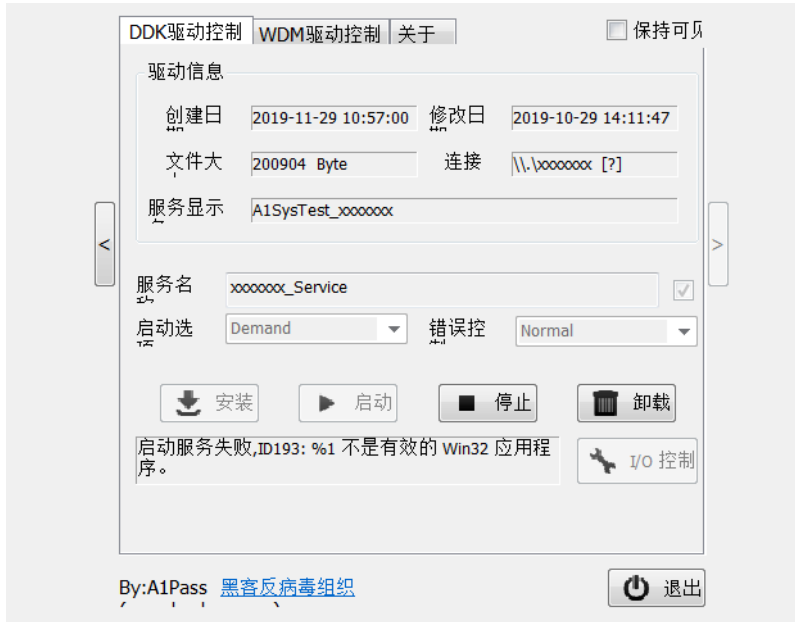 DDK驱动控制 WDM驱动控制 关于 保持可见
驱动信息
创建日期 2019-11-29 10:57:00 修改日期 2019-10-29 14:11:47
文件大 200904 Byte 连接 \\.\xxxxxxx [?]
服务显示 A1SysTest_xxxxxxx
<
>
服务名 xxxxxxx_Service
启动选项 Demand 错误控制 Normal
安装 启动 停止 卸载
启动服务失败,ID193: %1 不是有效的 Win32 应用程
序。
I/O 控制
By:A1Pass 黑客反病毒组织
退出